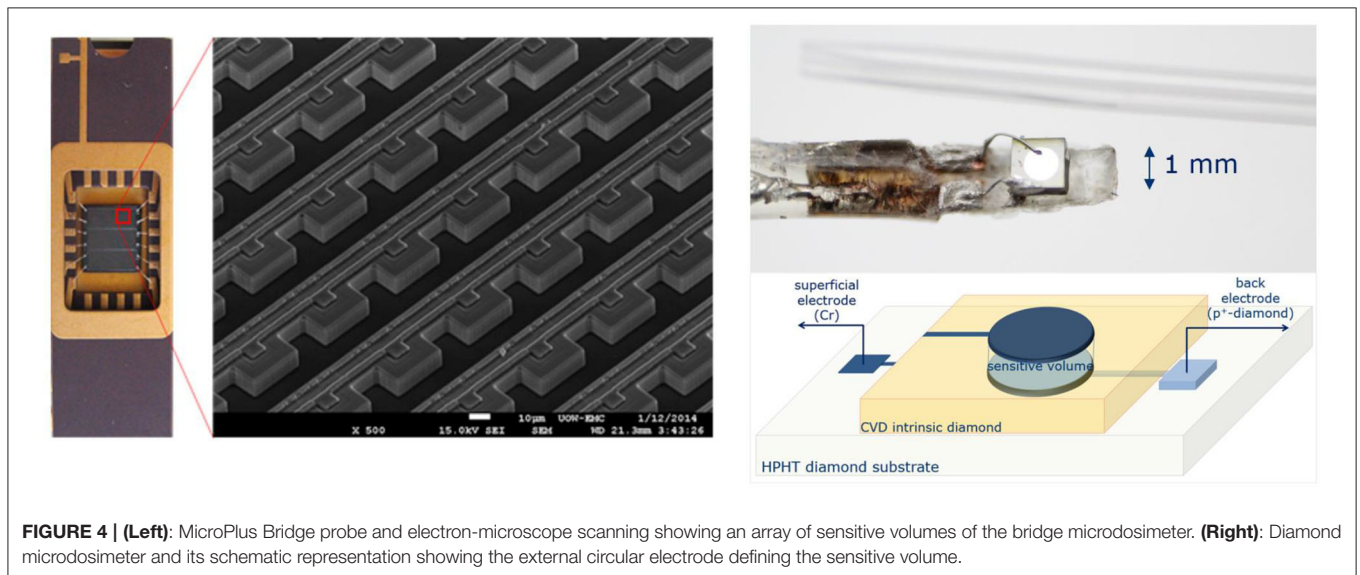 10µm UOW-EMC 1/12/2014
X 500 15.0kV SEI SEM WD 21.3mm 3:43:26
1 mm
superficial
electrode
(Cr)
back
electrode
(p⁺-diamond)
sensitive volume
CVD intrinsic diamond
HPHT diamond substrate
FIGURE 4 | (Left): MicroPlus Bridge probe and electron-microscope scanning showing an array of sensitive volumes of the bridge microdosimeter. (Right): Diamond
microdosimeter and its schematic representation showing the external circular electrode defining the sensitive volume.